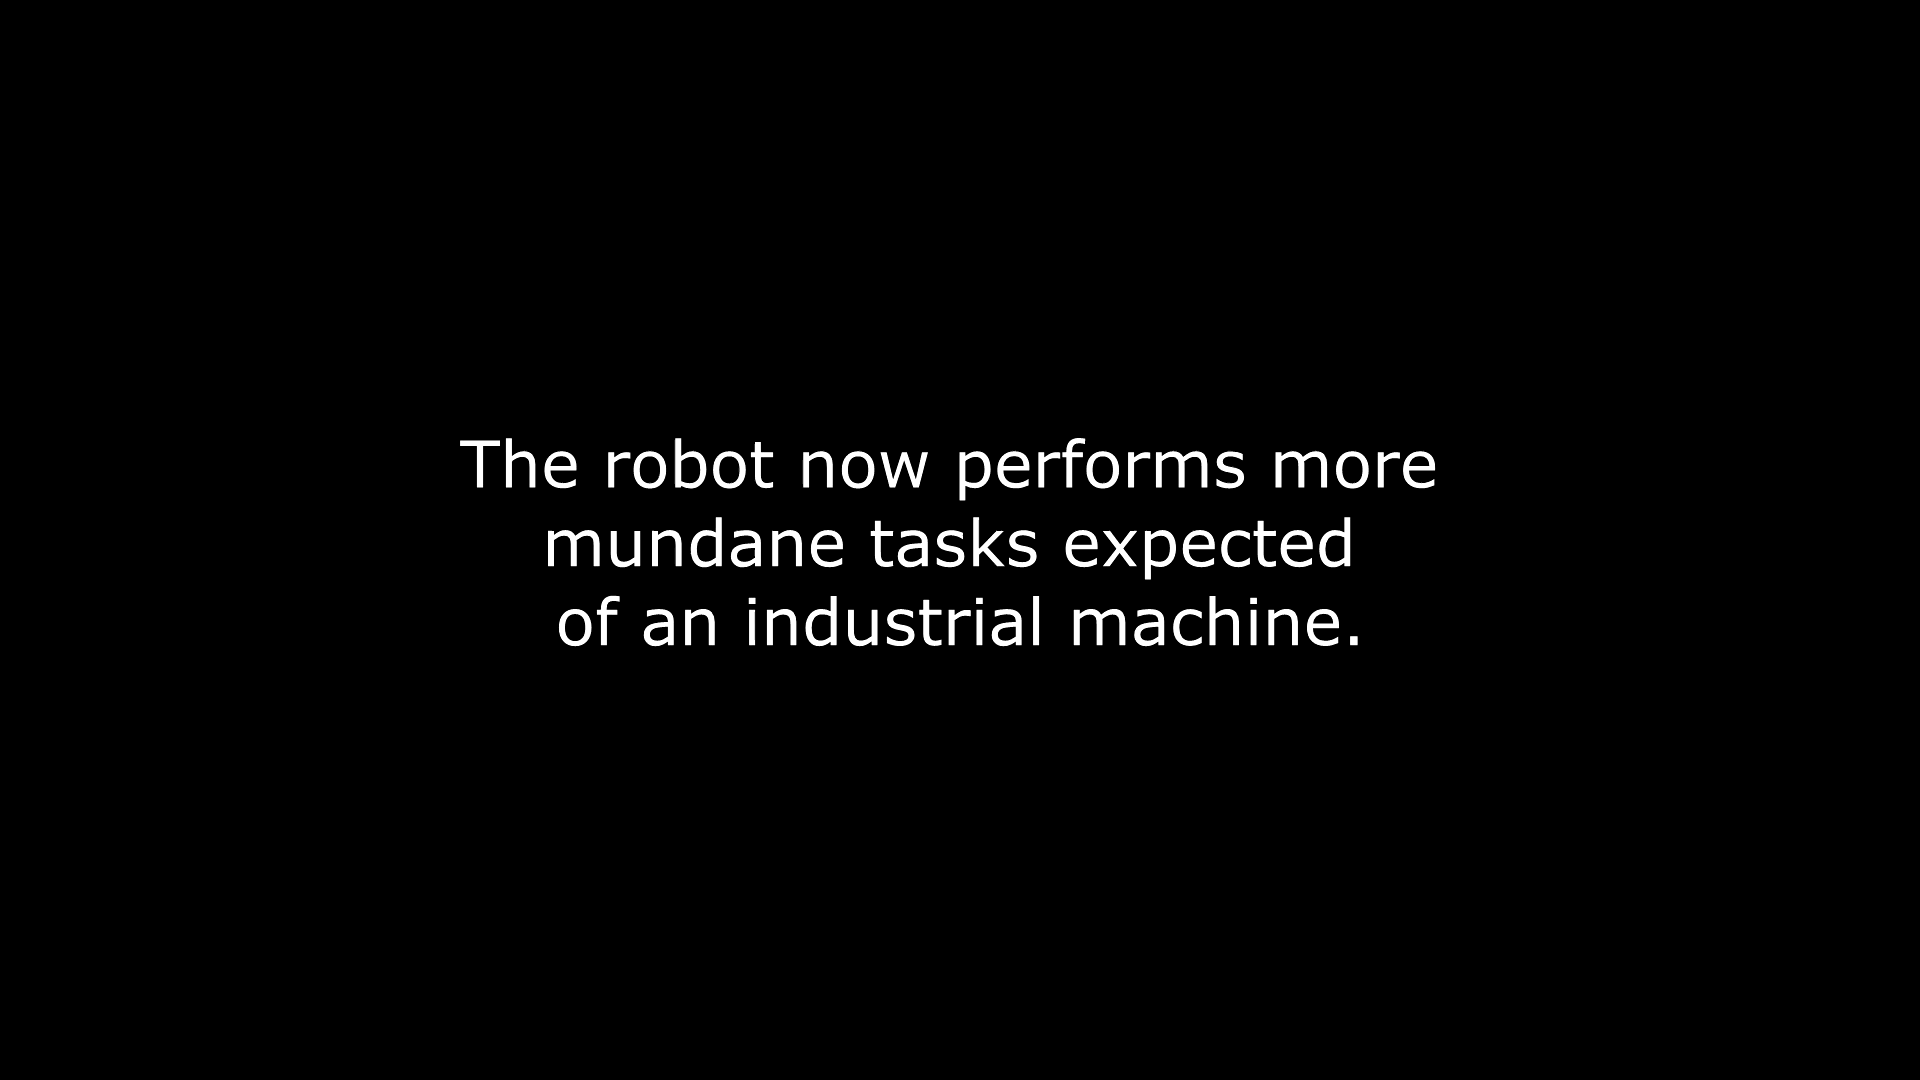 The robot now performs more
mundane tasks expected
of an industrial machine.